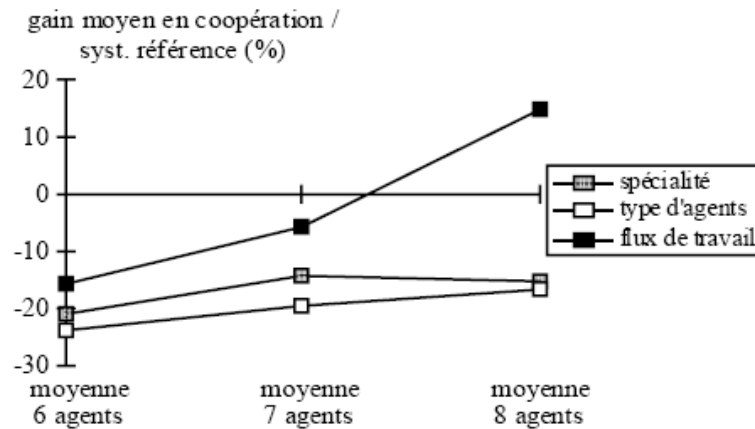 gain moyen en coopération /
syst. référence (%)
20
10
0
-10
-20
-30
spécialité
type d'agents
flux de travail
moyenne
6 agents
moyenne
7 agents
moyenne
8 agents